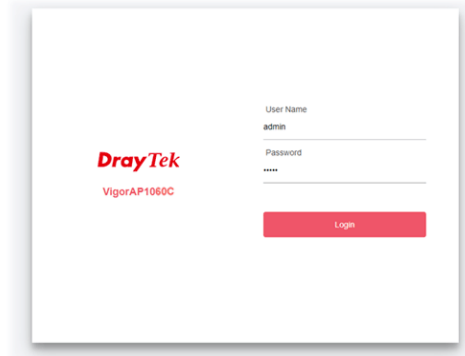 DrayTek
VigorAP1060C
User Name
admin
Password
•••••
Login